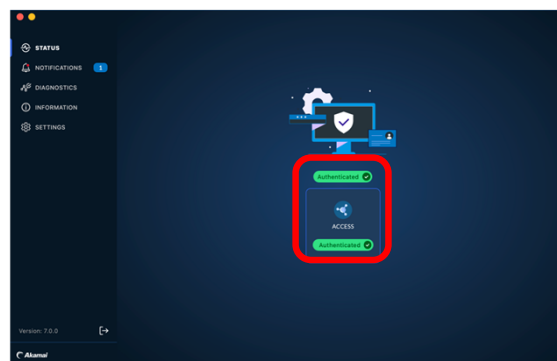 STATUS
NOTIFICATIONS 1
DIAGNOSTICS
INFORMATION
SETTINGS
Authenticated
ACCESS
Authenticated
Version: 7.0.0
Akamai